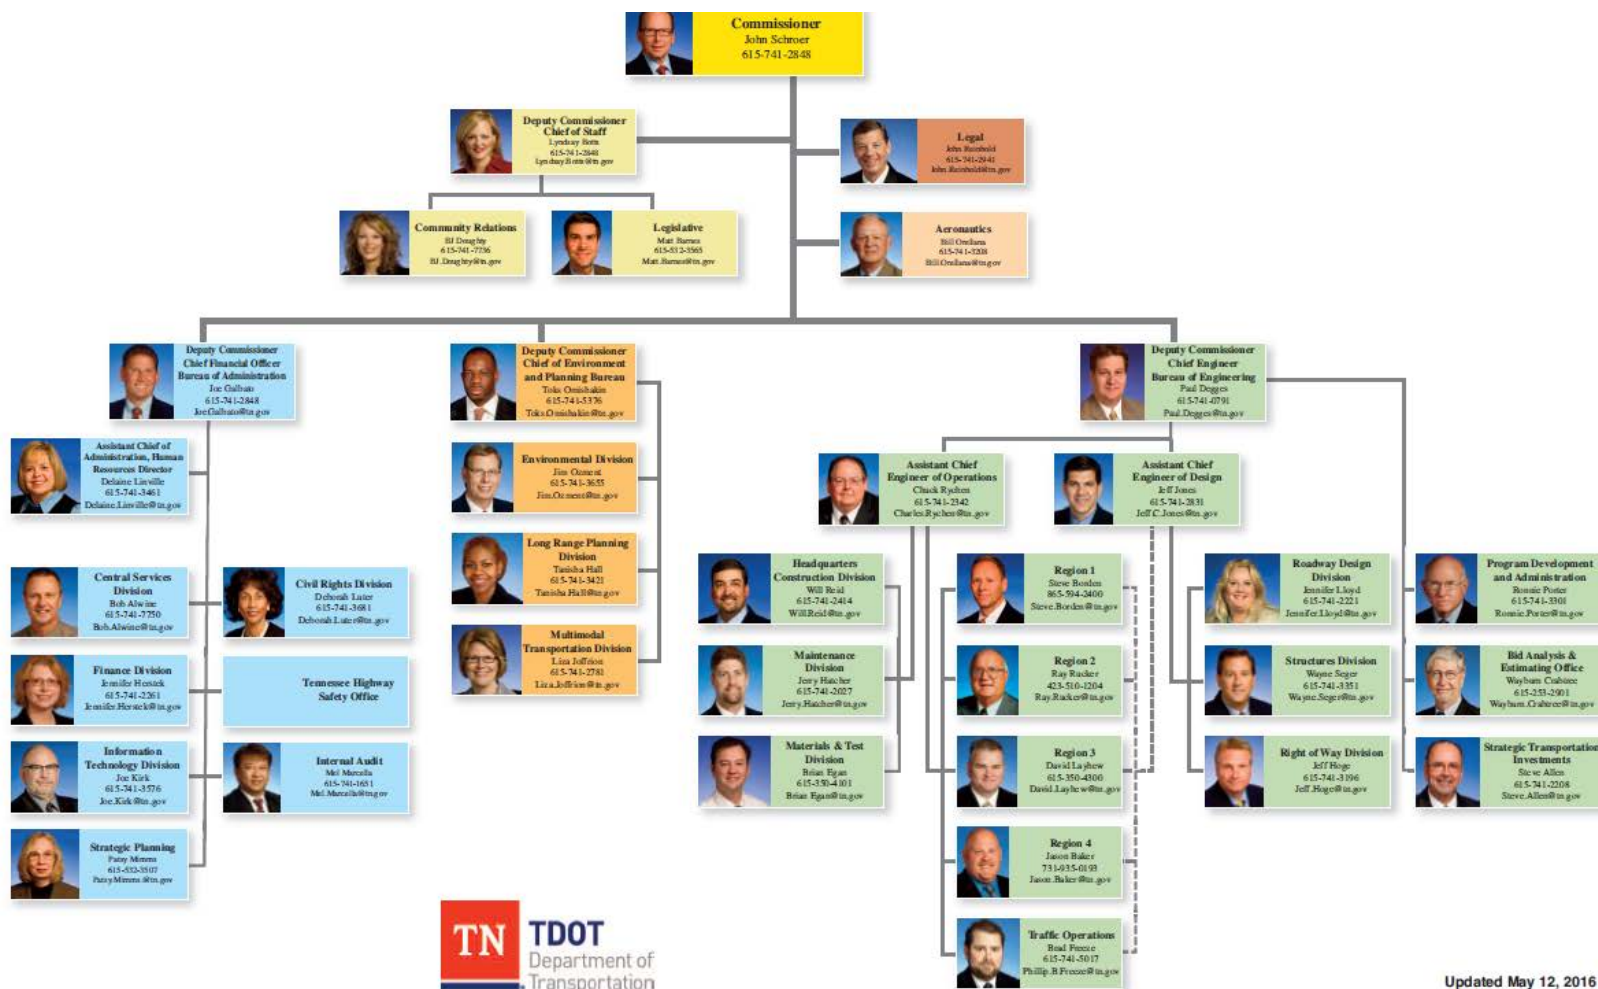 Commissioner
John Schroer
615-741-2848
Deputy Commissioner
Chief of Staff
Lyndsay Botts
615-741-2848
Lyndsay.Botts@tn.gov
Legal
John Reinbold
615-741-2941
John.Reinbold@tn.gov
Community Relations
BJ Doughty
615-741-7736
BJ.Doughty@tn.gov
Legislative
Matt Barnes
615-532-3565
Matt.Barnes@tn.gov
Aeronautics
Bill Orellana
615-741-3208
Bill.Orellana@tn.gov
Deputy Commissioner
Chief Financial Officer
Bureau of Administration
Joe Galbato
615-741-2848
Joe.Galbato@tn.gov
Deputy Commissioner
Chief of Environment
and Planning Bureau
Toks Omishakin
615-741-5376
Toks.Omishakin@tn.gov
Deputy Commissioner
Chief Engineer
Bureau of Engineering
Paul Degges
615-741-0791
Paul.Degges@tn.gov
Assistant Chief of
Administration, Human
Resources Director
Delaine Linville
615-741-3461
Delaine.Linville@tn.gov
Environmental Division
Jim Ozment
615-741-3655
Jim.Ozment@tn.gov
Assistant Chief
Engineer of Operations
Chuck Rychen
615-741-2342
Charles.Rychen@tn.gov
Assistant Chief
Engineer of Design
Jeff Jones
615-741-2831
Jeff.C.Jones@tn.gov
Central Services
Division
Bob Alwine
615-741-7750
Bob.Alwine@tn.gov
Civil Rights Division
Deborah Luter
615-741-3681
Deborah.Luter@tn.gov
Long Range Planning
Division
Tanisha Hall
615-741-3421
Tanisha.Hall@tn.gov
Headquarters
Construction Division
Will Reid
615-741-2414
Will.Reid@tn.gov
Region 1
Steve Borden
865-594-2400
Steve.Borden@tn.gov
Roadway Design
Division
Jennifer Lloyd
615-741-2221
Jennifer.Lloyd@tn.gov
Program Development
and Administration
Ronnie Porter
615-741-3301
Ronnie.Porter@tn.gov
Finance Division
Jennifer Herstek
615-741-2261
Jennifer.Herstek@tn.gov
Tennessee Highway
Safety Office
Multimodal
Transportation Division
Liza Joffrion
615-741-2781
Liza.Joffrion@tn.gov
Maintenance
Division
Jerry Hatcher
615-741-2027
Jerry.Hatcher@tn.gov
Region 2
Ray Rucker
423-510-1204
Ray.Rucker@tn.gov
Structures Division
Wayne Seger
615-741-3351
Wayne.Seger@tn.gov
Bid Analysis &
Estimating Office
Wayburn Crabtree
615-253-2901
Wayburn.Crabtree@tn.gov
Information
Technology Division
Joe Kirk
615-741-3576
Joe.Kirk@tn.gov
Internal Audit
Mel Marcella
615-741-1651
Mel.Marcella@tn.gov
Materials & Test
Division
Brian Egan
615-350-4101
Brian.Egan@tn.gov
Region 3
David Layhew
615-350-4300
David.Layhew@tn.gov
Right of Way Division
Jeff Hoge
615-741-3196
Jeff.Hoge@tn.gov
Strategic Transportation
Investments
Steve Allen
615-741-2208
Steve.Allen@tn.gov
Strategic Planning
Patsy Mimms
615-532-3507
Patsy.Mimms@tn.gov
Region 4
Jason Baker
731-935-0193
Jason.Baker@tn.gov
Traffic Operations
Brad Freeze
615-741-5017
Phillip.B.Freeze@tn.gov
TN
TDOT
Department of
Transportation
Updated May 12, 2016